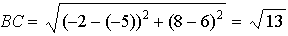 BC = √((−2 − (−5))² + (8 − 6)²) = √13